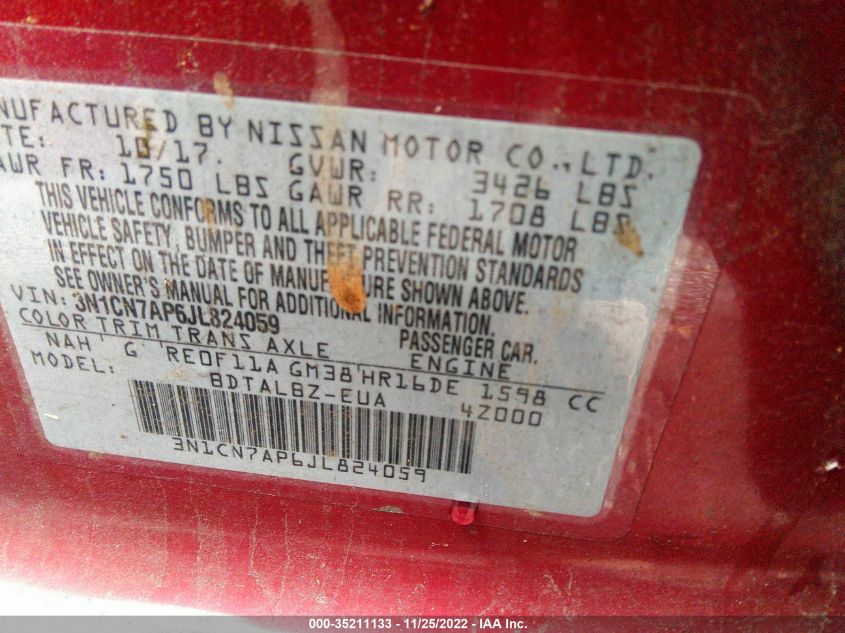 NUFACTURED BY NISSAN MOTOR CO., LTD.
TE: 10/17. GVWR: 3426 LBS
AWR FR: 1750 LBS GAWR RR: 1708 LBS
THIS VEHICLE CONFORMS TO ALL APPLICABLE FEDERAL MOTOR
VEHICLE SAFETY, BUMPER AND THEFT PREVENTION STANDARDS
IN EFFECT ON THE DATE OF MANUFACTURE SHOWN ABOVE.
SEE OWNER'S MANUAL FOR ADDITIONAL INFORMATION.
VIN: 3N1CN7AP6JL824059 PASSENGER CAR.
COLOR TRIM TRANS AXLE ENGINE
NAH G RE0F11A GM38 HR16DE 1598 CC
MODEL: BDTALBZ-EUA 4Z000
3N1CN7AP6JL824059
000-35211133 - 11/25/2022 - IAA Inc.